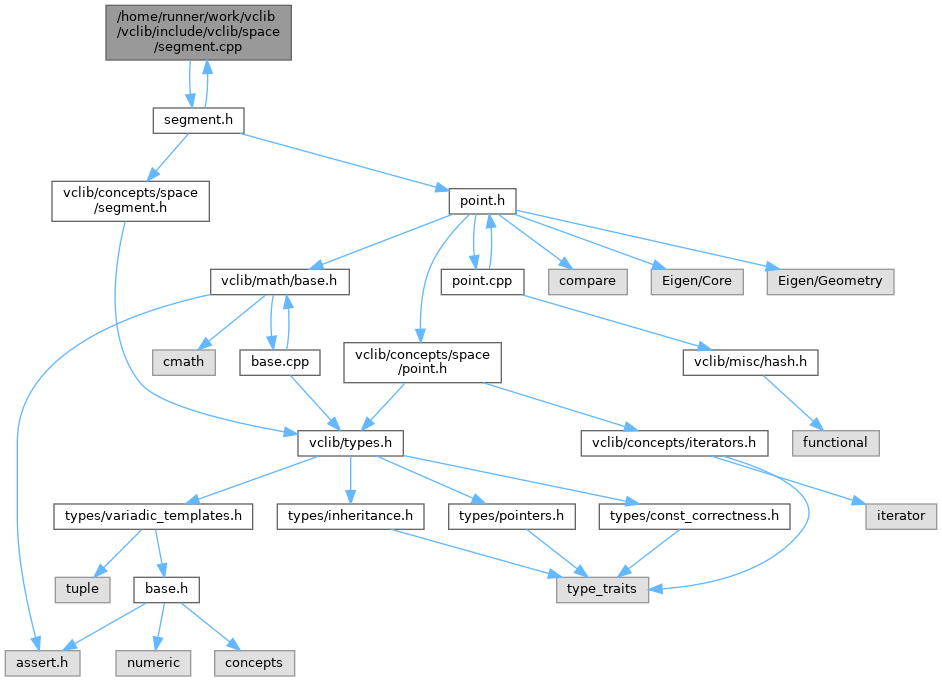 /home/runner/work/vclib
/vclib/include/vclib/space
/segment.cpp
segment.h
vclib/concepts/space
/segment.h
point.h
vclib/math/base.h
point.cpp
compare
Eigen/Core
Eigen/Geometry
cmath
base.cpp
vclib/concepts/space
/point.h
vclib/misc/hash.h
vclib/types.h
vclib/concepts/iterators.h
functional
types/variadic_templates.h
types/inheritance.h
types/pointers.h
types/const_correctness.h
iterator
tuple
base.h
type_traits
assert.h
numeric
concepts